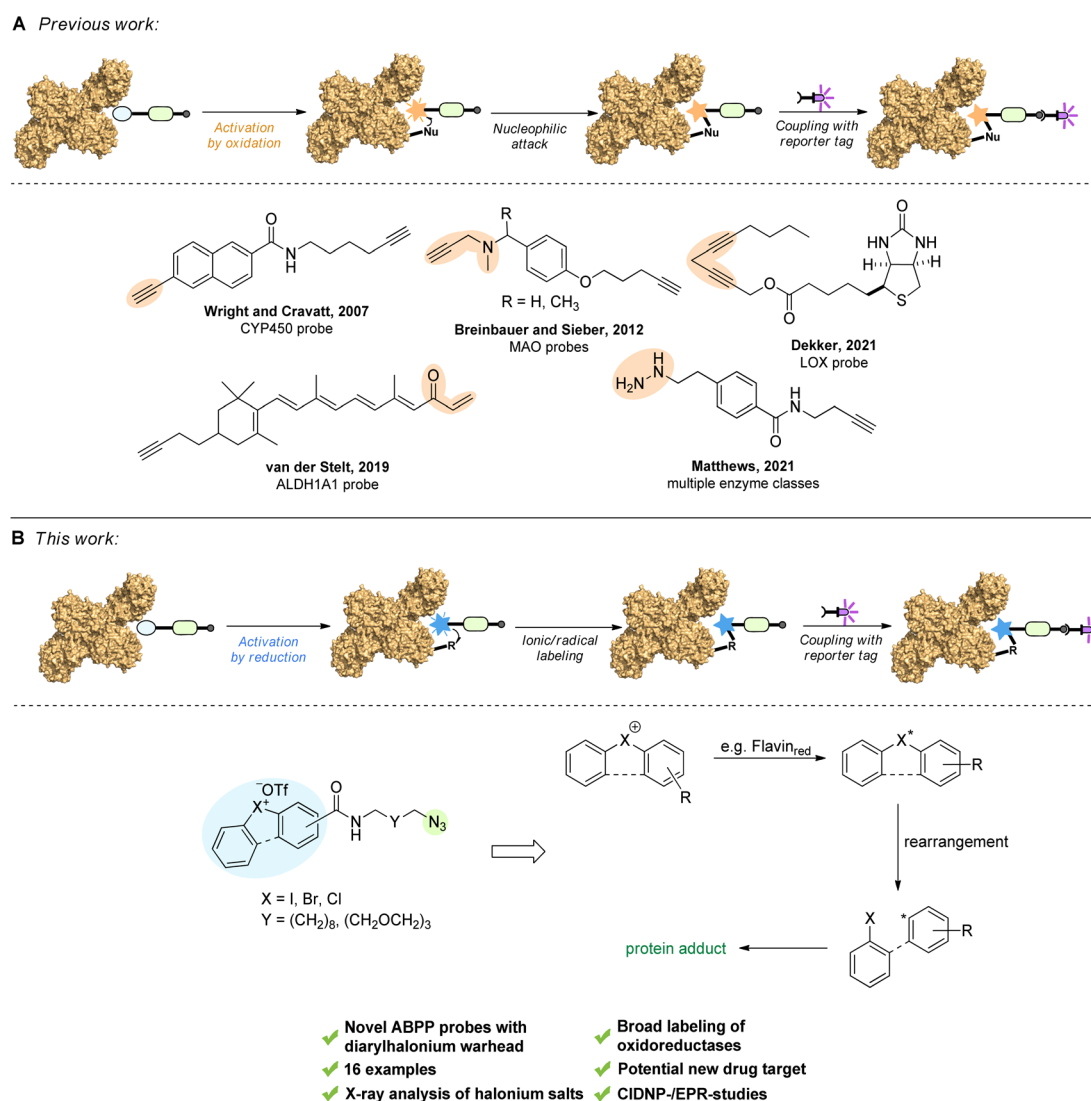 A Previous work:
Activation
by oxidation
Nu
Nucleophilic
attack
Nu
Coupling with
reporter tag
Nu
O
N
H
Wright and Cravatt, 2007
CYP450 probe
R
N
O
R = H, CH3
Breinbauer and Sieber, 2012
MAO probes
O
HN
NH
H
H
S
O
O
Dekker, 2021
LOX probe
O
van der Stelt, 2019
ALDH1A1 probe
H
N
H2N
H
N
O
Matthews, 2021
multiple enzyme classes
B This work:
Activation
by reduction
R
Ionic/radical
labeling
R
Coupling with
reporter tag
R
−OTf
X+
O
N
H
Y
N3
X = I, Br, Cl
Y = (CH2)8, (CH2OCH2)3
⊕
X
R
e.g. Flavinred
X*
R
rearrangement
X
*
R
protein adduct
Novel ABPP probes with
diarylhalonium warhead
16 examples
X-ray analysis of halonium salts
Broad labeling of
oxidoreductases
Potential new drug target
CIDNP-/EPR-studies